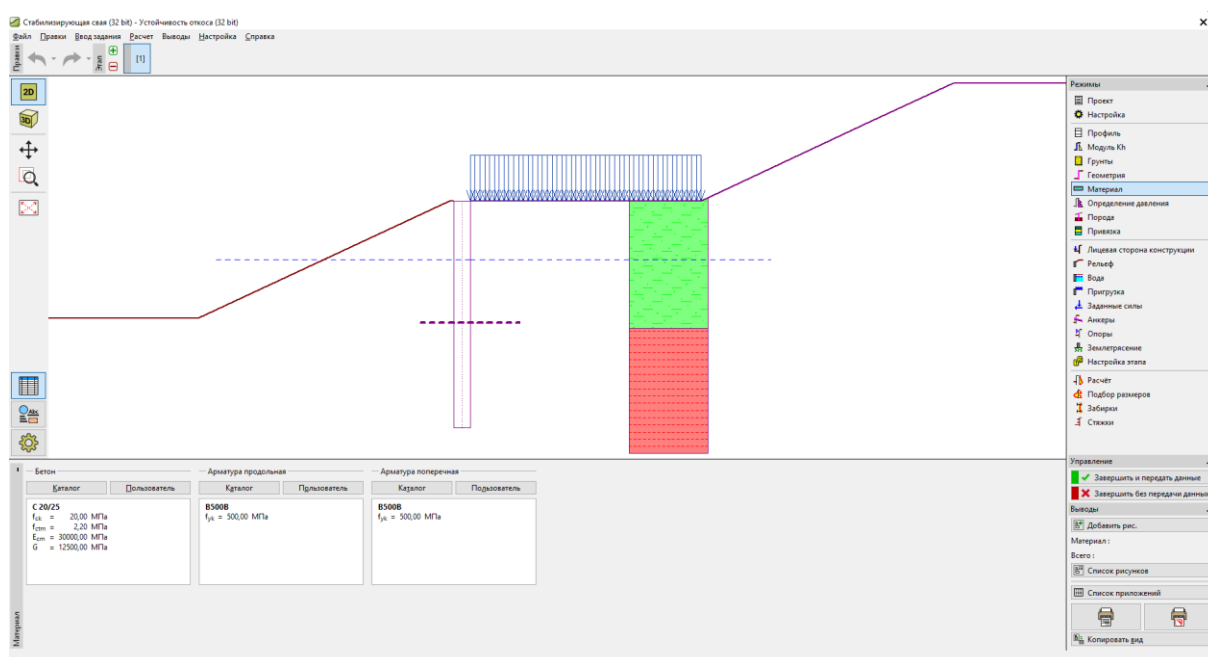 Стабилизирующая свая (32 bit) - Устойчивость откоса (32 bit)
Файл Правки Ввод задания Расчет Выводы Настройка Справка
Правки
Этап
[1]
2D
3D
Abc
Режимы
Проект
Настройка
Профиль
Модуль Kh
Грунты
Геометрия
Материал
Определение давления
Порода
Привязка
Лицевая сторона конструкции
Рельеф
Вода
Пригрузка
Заданные силы
Анкеры
Опоры
Землетрясение
Настройка этапа
Расчёт
Подбор размеров
Забирки
Стяжки
Управление
Завершить и передать данные
Завершить без передачи данных
Выводы
Добавить рис.
Материал :
Всего :
Список рисунков
Список приложений
Копировать вид
Материал
Бетон
Каталог Пользователь
C 20/25
fck = 20,00 МПа
fctm = 2,20 МПа
Ecm = 30000,00 МПа
G = 12500,00 МПа
Арматура продольная
Каталог Пользователь
B500B
fyk = 500,00 МПа
Арматура поперечная
Каталог Пользователь
B500B
fyk = 500,00 МПа